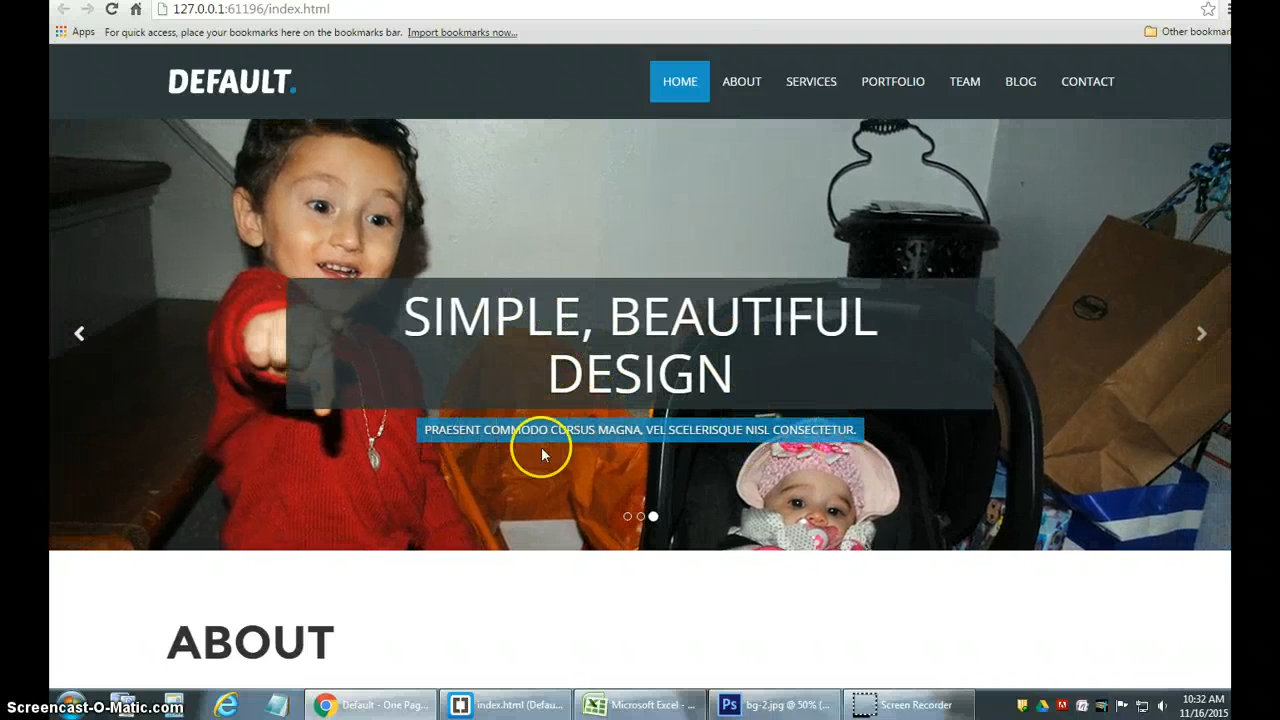 127.0.0.1:61196/index.html
Apps For quick access, place your bookmarks here on the bookmarks bar. Import bookmarks now... Other bookmar
DEFAULT. HOME ABOUT SERVICES PORTFOLIO TEAM BLOG CONTACT
SIMPLE, BEAUTIFUL
DESIGN
PRAESENT COMMODO CURSUS MAGNA, VEL SCELERISQUE NISL CONSECTETUR.
ABOUT
Default - One Pag... index.html (Defau... Microsoft Excel - ... bg-2.jpg @ 50% (... Screen Recorder 10:32 AM
11/16/2015
Screencast-O-Matic.com